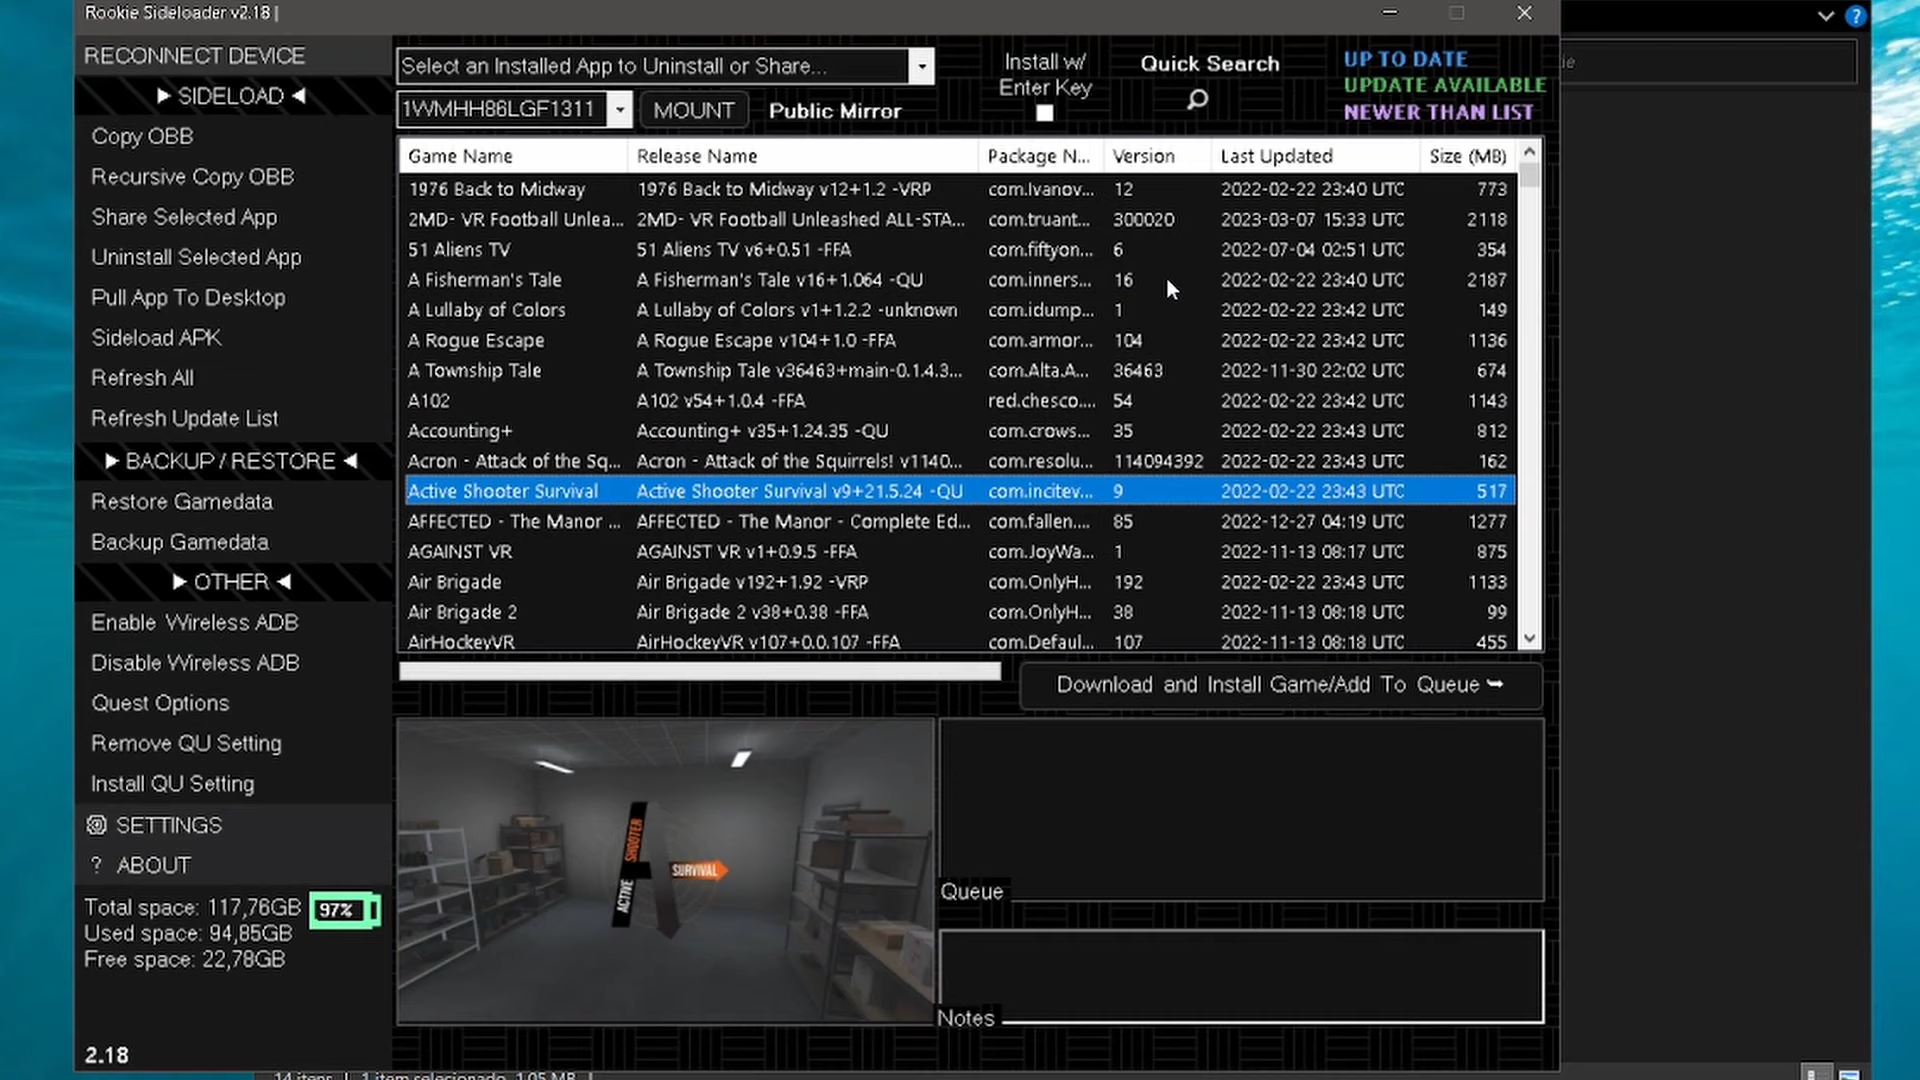 Rookie Sideloader v2.18 |
RECONNECT DEVICE
SIDELOAD
Copy OBB
Recursive Copy OBB
Share Selected App
Uninstall Selected App
Pull App To Desktop
Sideload APK
Refresh All
Refresh Update List
BACKUP / RESTORE
Restore Gamedata
Backup Gamedata
OTHER
Enable Wireless ADB
Disable Wireless ADB
Quest Options
Remove QU Setting
Install QU Setting
SETTINGS
? ABOUT
Total space: 117,76GB
97%
Used space: 94,85GB
Free space: 22,78GB
2.18
Select an Installed App to Uninstall or Share...
1WMHH86LGF1311
MOUNT
Public Mirror
Install w/
Enter Key
Quick Search
UP TO DATE
UPDATE AVAILABLE
NEWER THAN LIST
Game Name Release Name Package N... Version Last Updated Size (MB)
1976 Back to Midway 1976 Back to Midway v12+1.2 -VRP com.Ivanov... 12 2022-02-22 23:40 UTC 773
2MD- VR Football Unlea... 2MD- VR Football Unleashed ALL-STA... com.truant... 300020 2023-03-07 15:33 UTC 2118
51 Aliens TV 51 Aliens TV v6+0.51 -FFA com.fiftyon... 6 2022-07-04 02:51 UTC 354
A Fisherman's Tale A Fisherman's Tale v16+1.064 -QU com.inners... 16 2022-02-22 23:40 UTC 2187
A Lullaby of Colors A Lullaby of Colors v1+1.2.2 -unknown com.idump... 1 2022-02-22 23:42 UTC 149
A Rogue Escape A Rogue Escape v104+1.0 -FFA com.armor... 104 2022-02-22 23:42 UTC 1136
A Township Tale A Township Tale v36463+main-0.1.4.3... com.Alta.A... 36463 2022-11-30 22:02 UTC 674
A102 A102 v54+1.0.4 -FFA red.chesco.... 54 2022-02-22 23:42 UTC 1143
Accounting+ Accounting+ v35+1.24.35 -QU com.crows... 35 2022-02-22 23:43 UTC 812
Acron - Attack of the Sq... Acron - Attack of the Squirrels! v1140... com.resolu... 114094392 2022-02-22 23:43 UTC 162
Active Shooter Survival Active Shooter Survival v9+21.5.24 -QU com.incitev... 9 2022-02-22 23:43 UTC 517
AFFECTED - The Manor ... AFFECTED - The Manor - Complete Ed... com.fallen.... 85 2022-12-27 04:19 UTC 1277
AGAINST VR AGAINST VR v1+0.9.5 -FFA com.JoyWa... 1 2022-11-13 08:17 UTC 875
Air Brigade Air Brigade v192+1.92 -VRP com.OnlyH... 192 2022-02-22 23:43 UTC 1133
Air Brigade 2 Air Brigade 2 v38+0.38 -FFA com.OnlyH... 38 2022-11-13 08:18 UTC 99
AirHockeyVR AirHockeyVR v107+0.0.107 -FFA com.Defaul... 107 2022-11-13 08:18 UTC 455
Download and Install Game/Add To Queue
ACTIVE SHOOTER
SURVIVAL
Queue
Notes
14 itens | 1 item selecionado 1,05 MB |